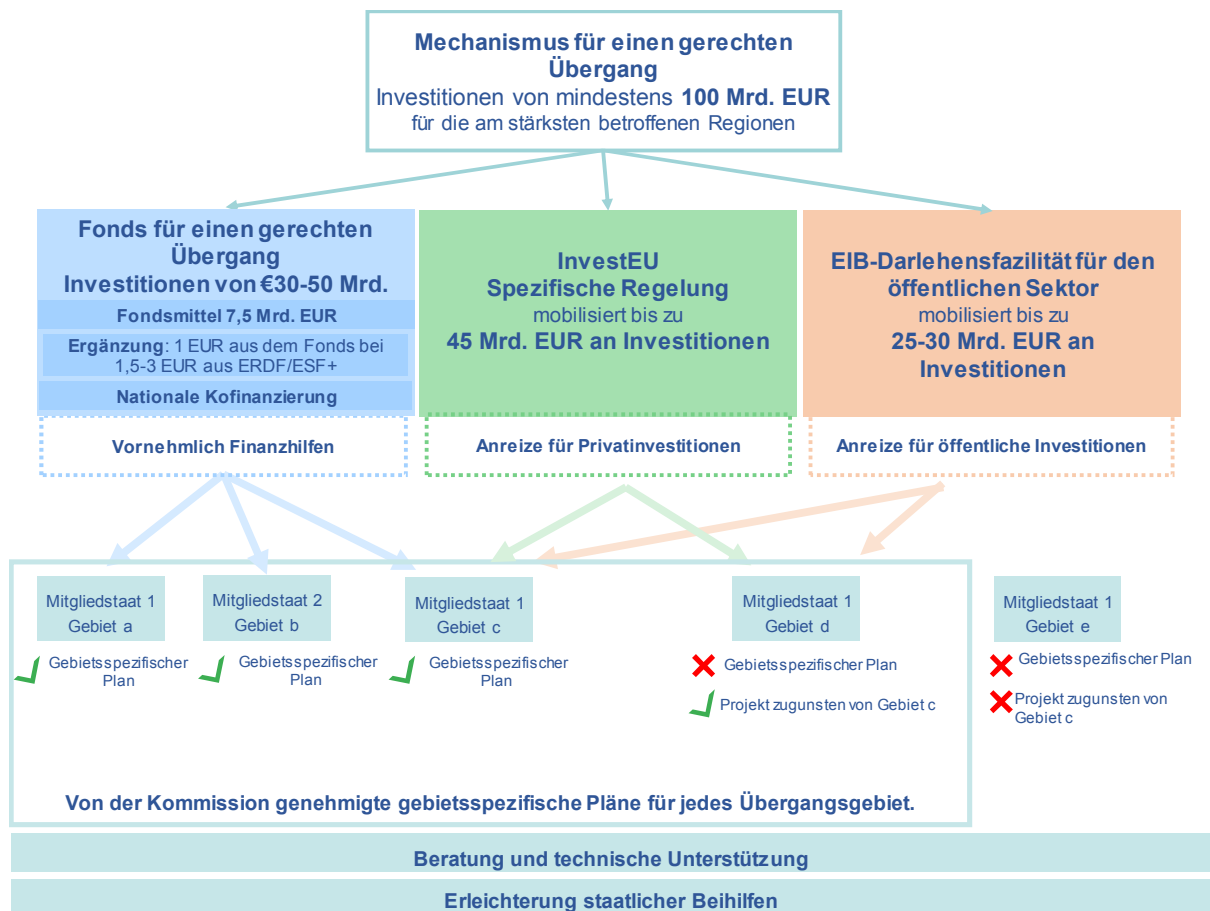 Mechanismus für einen gerechten
Übergang
Investitionen von mindestens 100 Mrd. EUR
für die am stärksten betroffenen Regionen
Fonds für einen gerechten
Übergang
Investitionen von €30-50 Mrd.
Fondsmittel 7,5 Mrd. EUR
Ergänzung: 1 EUR aus dem Fonds bei
1,5-3 EUR aus ERDF/ESF+
Nationale Kofinanzierung
Vornehmlich Finanzhilfen
InvestEU
Spezifische Regelung
mobilisiert bis zu
45 Mrd. EUR an Investitionen
Anreize für Privatinvestitionen
EIB-Darlehensfazilität für den
öffentlichen Sektor
mobilisiert bis zu
25-30 Mrd. EUR an
Investitionen
Anreize für öffentliche Investitionen
Mitgliedstaat 1
Gebiet a
Gebietsspezifischer
Plan
Mitgliedstaat 2
Gebiet b
Gebietsspezifischer
Plan
Mitgliedstaat 1
Gebiet c
Gebietsspezifischer
Plan
Mitgliedstaat 1
Gebiet d
Gebietsspezifischer Plan
Projekt zugunsten von Gebiet c
Mitgliedstaat 1
Gebiet e
Gebietsspezifischer Plan
Projekt zugunsten von
Gebiet c
Von der Kommission genehmigte gebietsspezifische Pläne für jedes Übergangsgebiet.
Beratung und technische Unterstützung
Erleichterung staatlicher Beihilfen